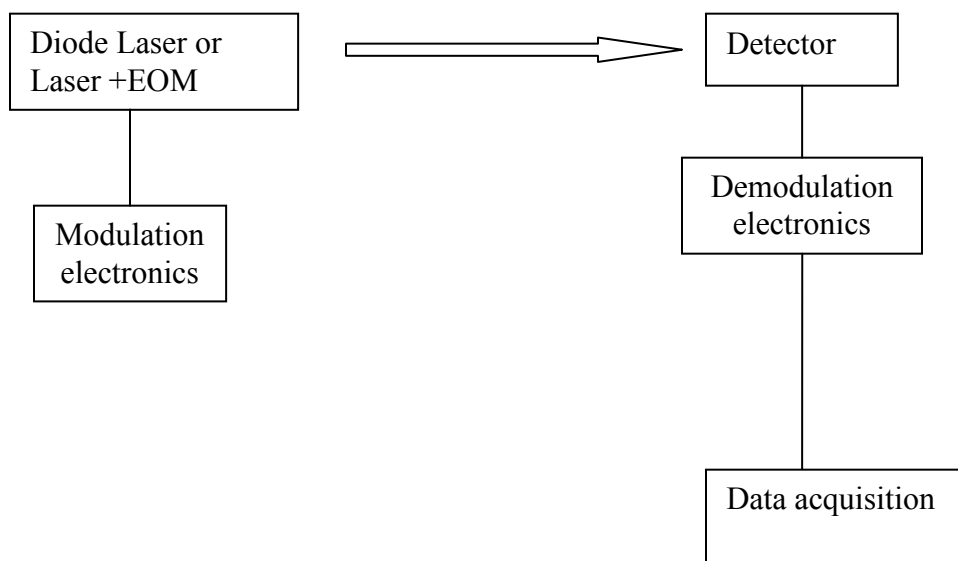 Diode Laser or
Laser +EOM
Detector
Modulation
electronics
Demodulation
electronics
Data acquisition